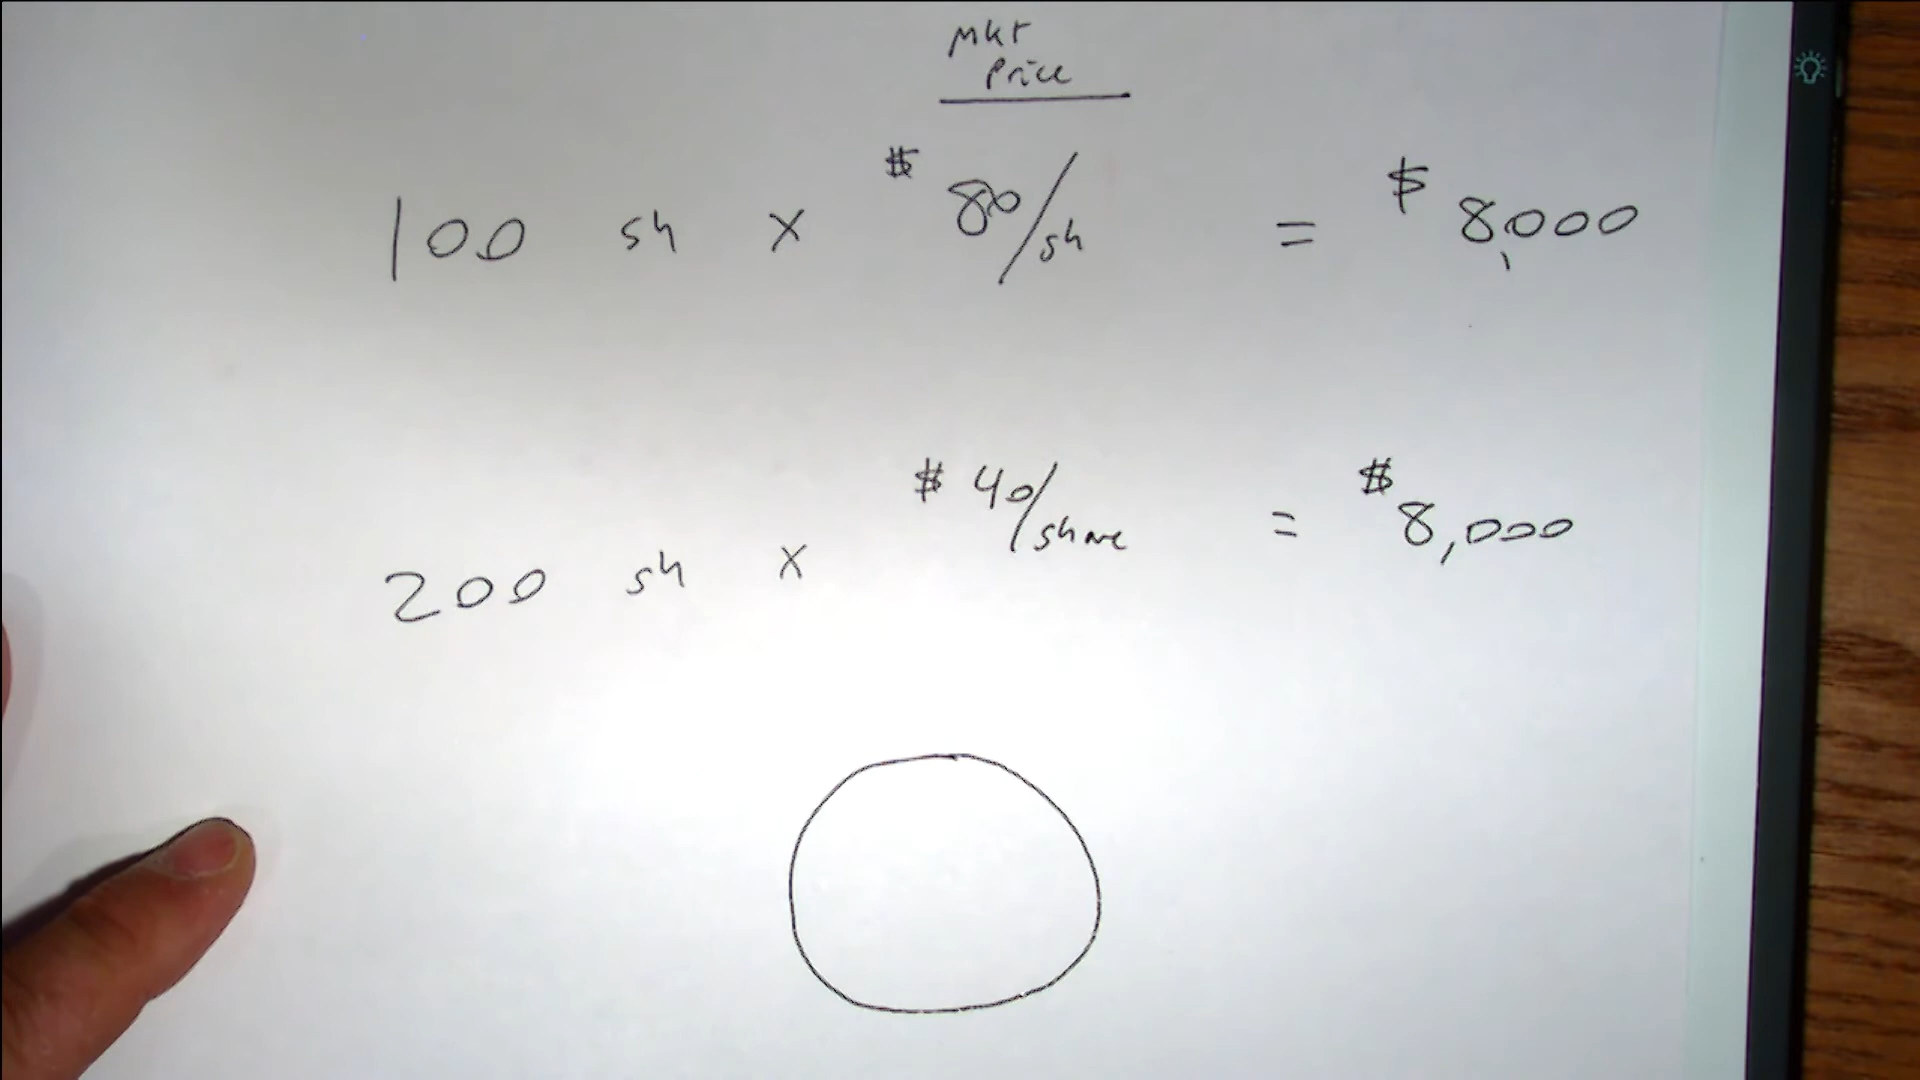 Mkt
Price
100 sh x $ 80/sh = $ 8,000
200 sh x $ 40/share = $ 8,000